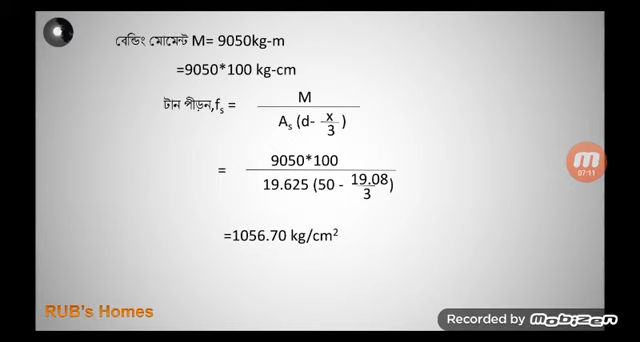 বেন্ডিং মোমেন্ট M= 9050kg-m
=9050*100 kg-cm
টান পীড়ন,fs = M
As (d- x/3 )
= 9050*100
19.625 (50 - 19.08/3 )
=1056.70 kg/cm²
M
07:11
RUB's Homes
Recorded by Mobizen